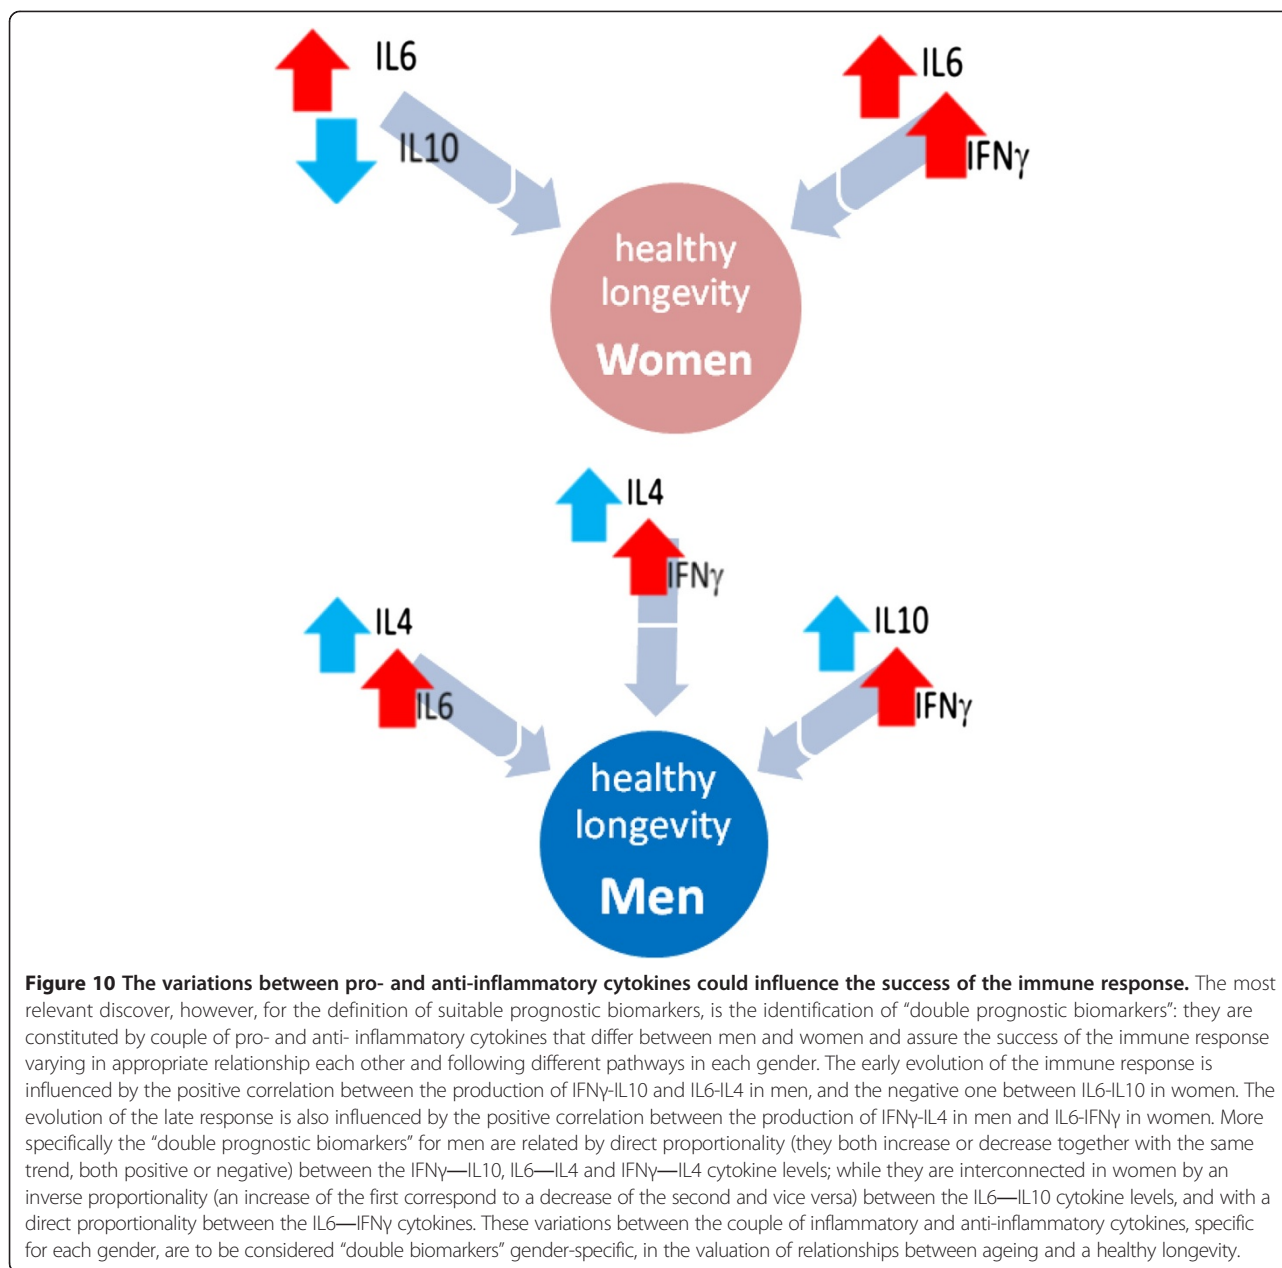 IL6
IL10
IL6
IFNγ
healthy
longevity
Women
IL4
IFNγ
IL4
IL6
IL10
IFNγ
healthy
longevity
Men
Figure 10 The variations between pro- and anti-inflammatory cytokines could influence the success of the immune response. The most
relevant discover, however, for the definition of suitable prognostic biomarkers, is the identification of “double prognostic biomarkers”: they are
constituted by couple of pro- and anti- inflammatory cytokines that differ between men and women and assure the success of the immune response
varying in appropriate relationship each other and following different pathways in each gender. The early evolution of the immune response is
influenced by the positive correlation between the production of IFNγ-IL10 and IL6-IL4 in men, and the negative one between IL6-IL10 in women. The
evolution of the late response is also influenced by the positive correlation between the production of IFNγ-IL4 in men and IL6-IFNγ in women. More
specifically the “double prognostic biomarkers” for men are related by direct proportionality (they both increase or decrease together with the same
trend, both positive or negative) between the IFNγ—IL10, IL6—IL4 and IFNγ—IL4 cytokine levels; while they are interconnected in women by an
inverse proportionality (an increase of the first correspond to a decrease of the second and vice versa) between the IL6—IL10 cytokine levels, and with a
direct proportionality between the IL6—IFNγ cytokines. These variations between the couple of inflammatory and anti-inflammatory cytokines, specific
for each gender, are to be considered “double biomarkers” gender-specific, in the valuation of relationships between ageing and a healthy longevity.